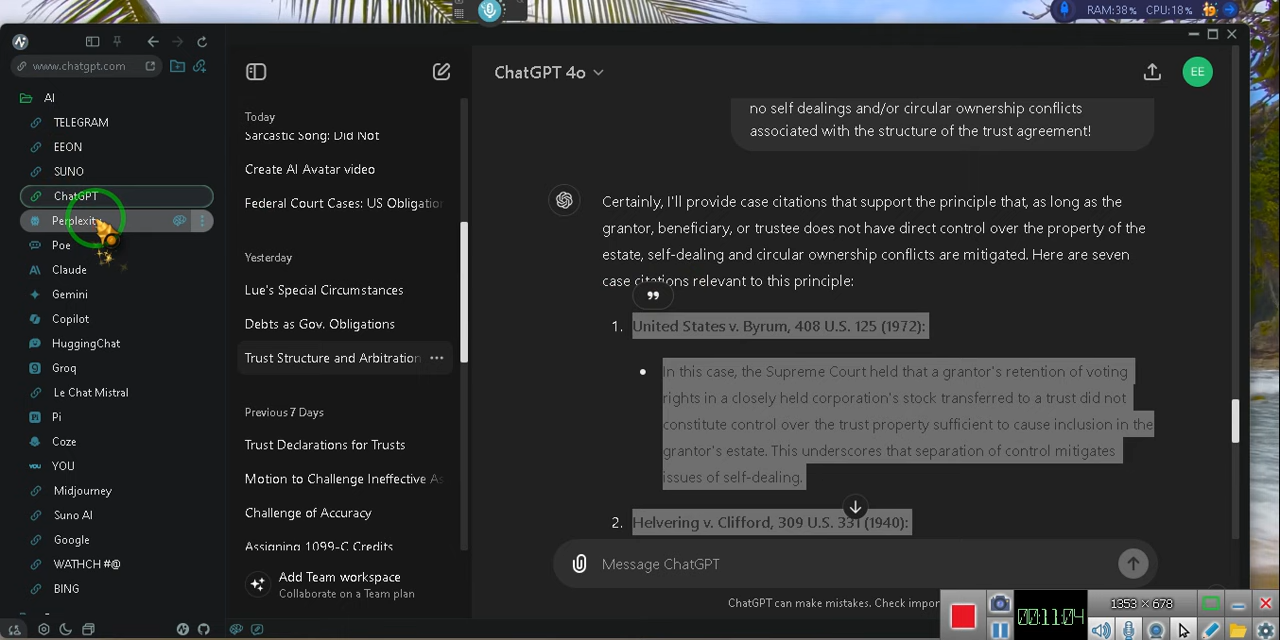 RAM:38% CPU:18%
www.chatgpt.com
AI
TELEGRAM
EEON
SUNO
ChatGPT
Perplexity
Poe
Claude
Gemini
Copilot
HuggingChat
Groq
Le Chat Mistral
Pi
Coze
YOU
Midjourney
Suno AI
Google
WATHCH #@
BING
Today
Sarcastic Song: Did Not
Create AI Avatar video
Federal Court Cases: US Obligation
Yesterday
Lue's Special Circumstances
Debts as Gov. Obligations
Trust Structure and Arbitration
Previous 7 Days
Trust Declarations for Trusts
Motion to Challenge Ineffective As
Challenge of Accuracy
Assigning 1099-C Credits
Add Team workspace
Collaborate on a Team plan
ChatGPT 4o
EE
no self dealings and/or circular ownership conflicts
associated with the structure of the trust agreement!
Certainly, I'll provide case citations that support the principle that, as long as the
grantor, beneficiary, or trustee does not have direct control over the property of the
estate, self-dealing and circular ownership conflicts are mitigated. Here are seven
case citations relevant to this principle:
1. United States v. Byrum, 408 U.S. 125 (1972):
• In this case, the Supreme Court held that a grantor's retention of voting
rights in a closely held corporation's stock transferred to a trust did not
constitute control over the trust property sufficient to cause inclusion in the
grantor's estate. This underscores that separation of control mitigates
issues of self-dealing.
2. Helvering v. Clifford, 309 U.S. 331 (1940):
Message ChatGPT
ChatGPT can make mistakes. Check impor
1353 × 678
00:11:04